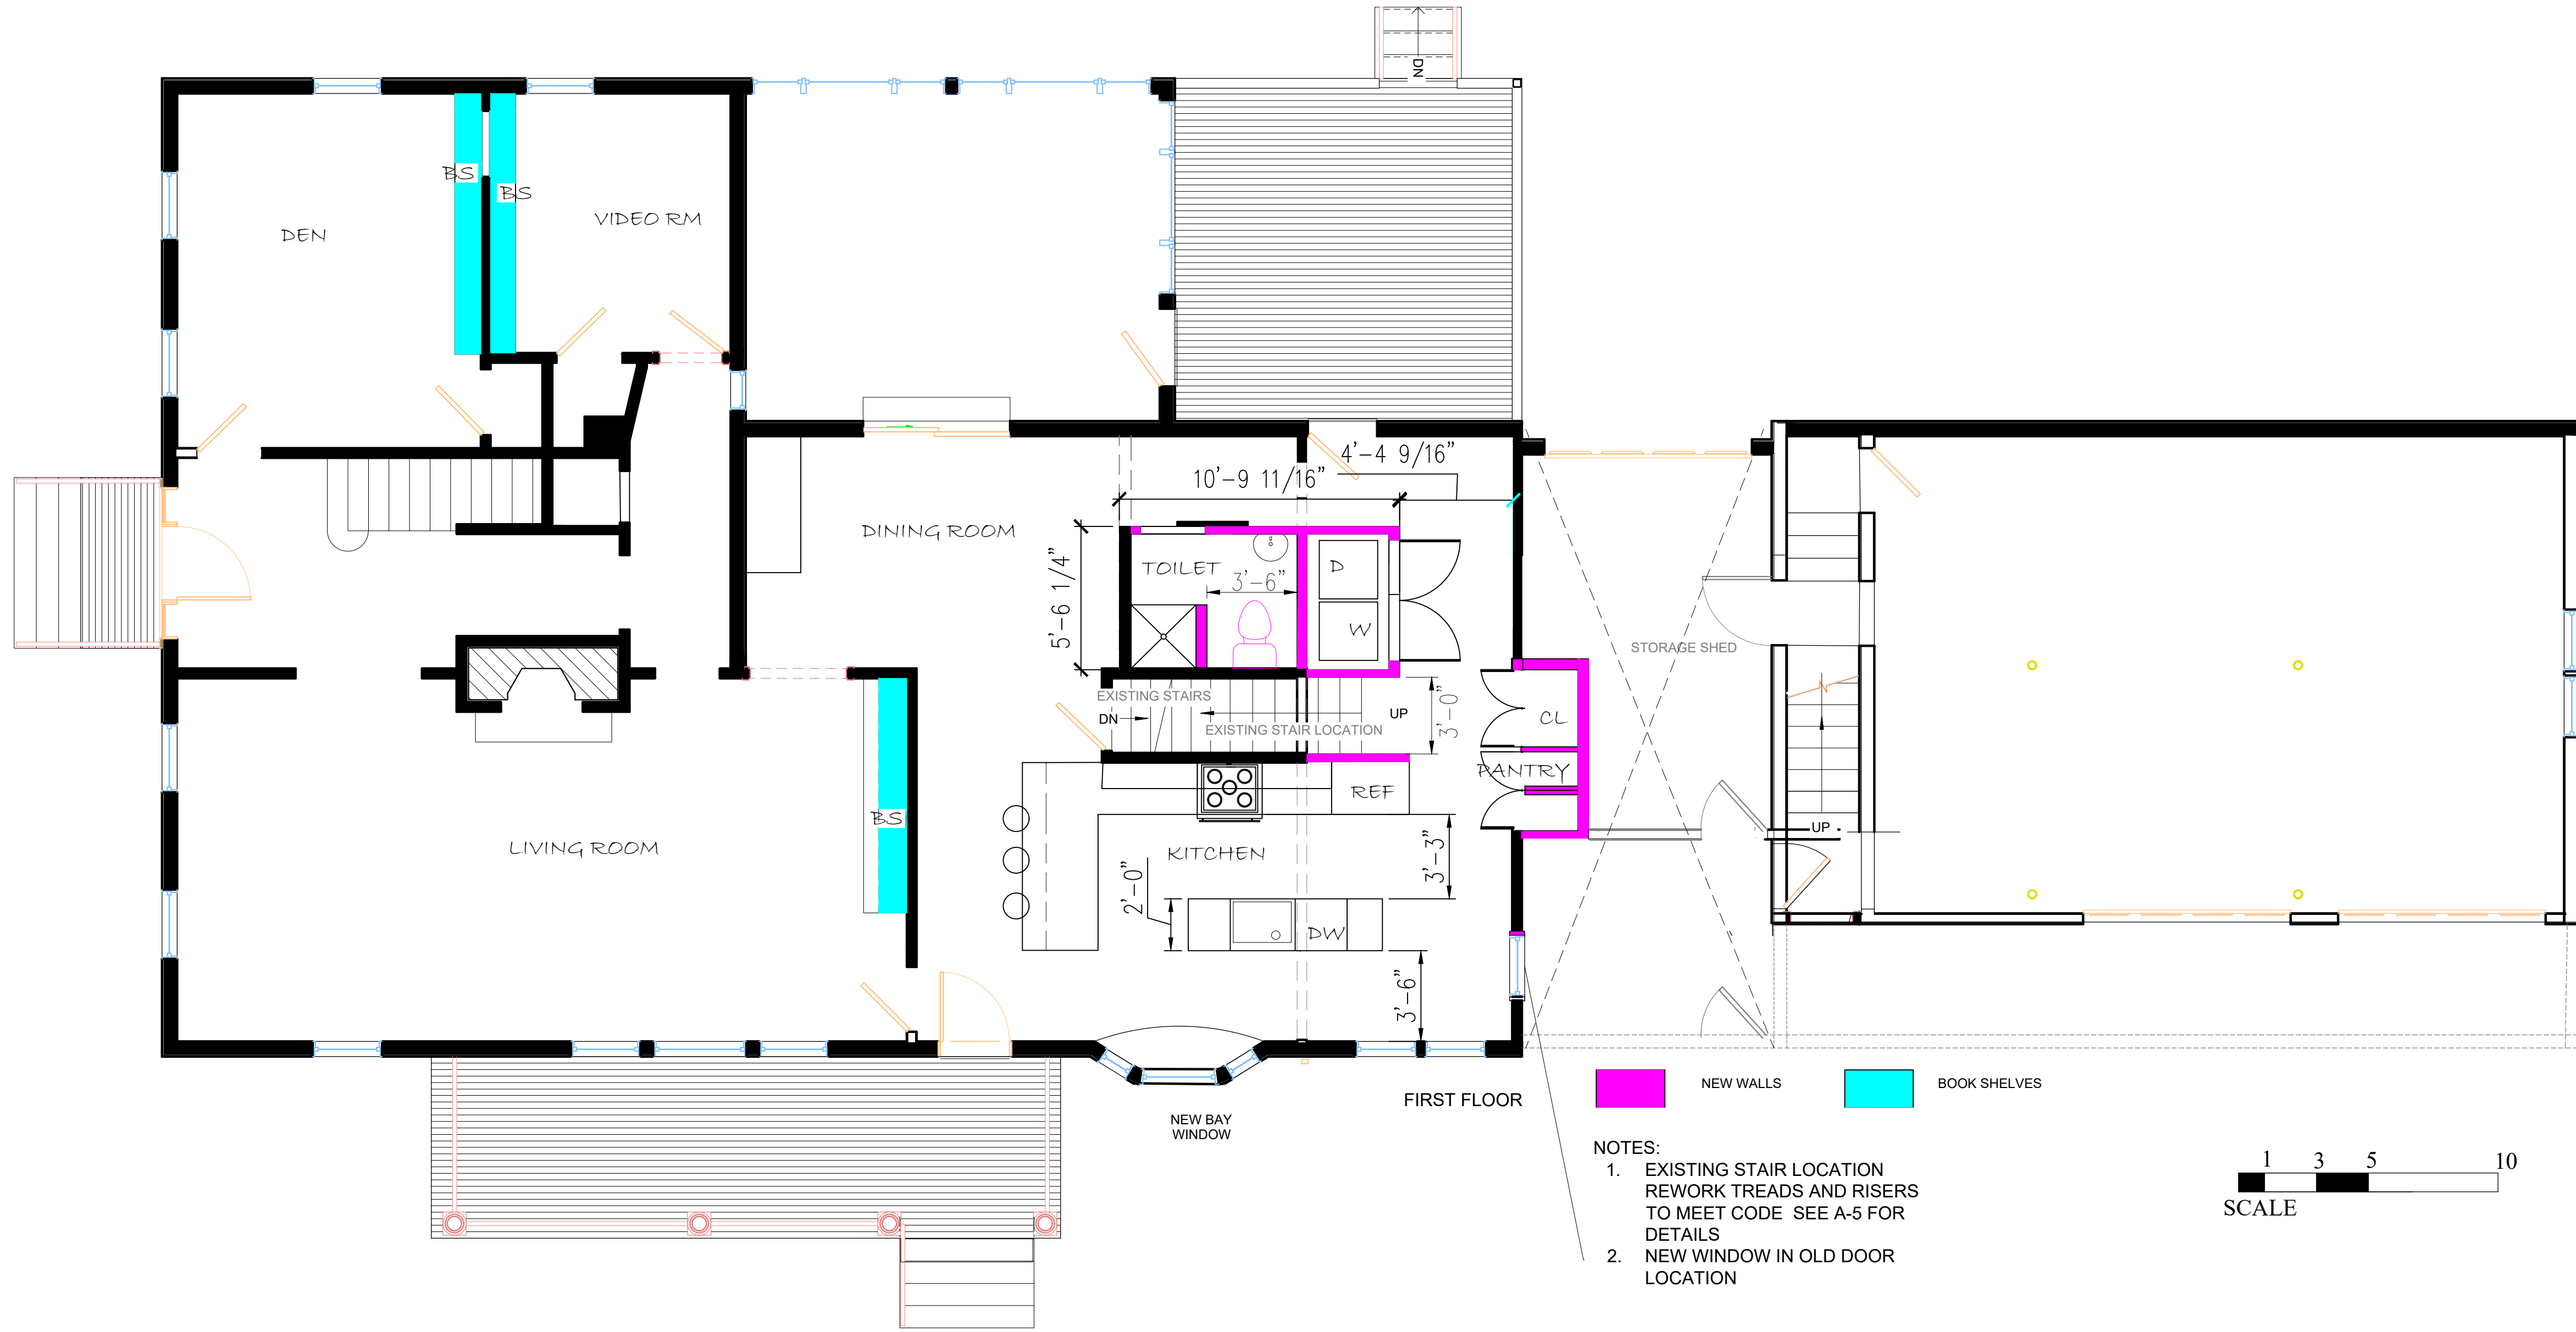 DN
BS
BS
VIDEO RM
DEN
4'-4 9/16"
10'-9 11/16"
DINING ROOM
TOILET
3'-6"
D
W
5'-6 1/4"
STORAGE SHED
EXISTING STAIRS
DN
EXISTING STAIR LOCATION
UP
3'-0"
CL
PANTRY
REF
BS
LIVING ROOM
KITCHEN
2'-0"
3'-3"
UP
DW
3'-6"
NEW BAY
WINDOW
FIRST FLOOR
NEW WALLS
BOOK SHELVES
NOTES:
1. EXISTING STAIR LOCATION
REWORK TREADS AND RISERS
TO MEET CODE SEE A-5 FOR
DETAILS
2. NEW WINDOW IN OLD DOOR
LOCATION
1 3 5 10
SCALE